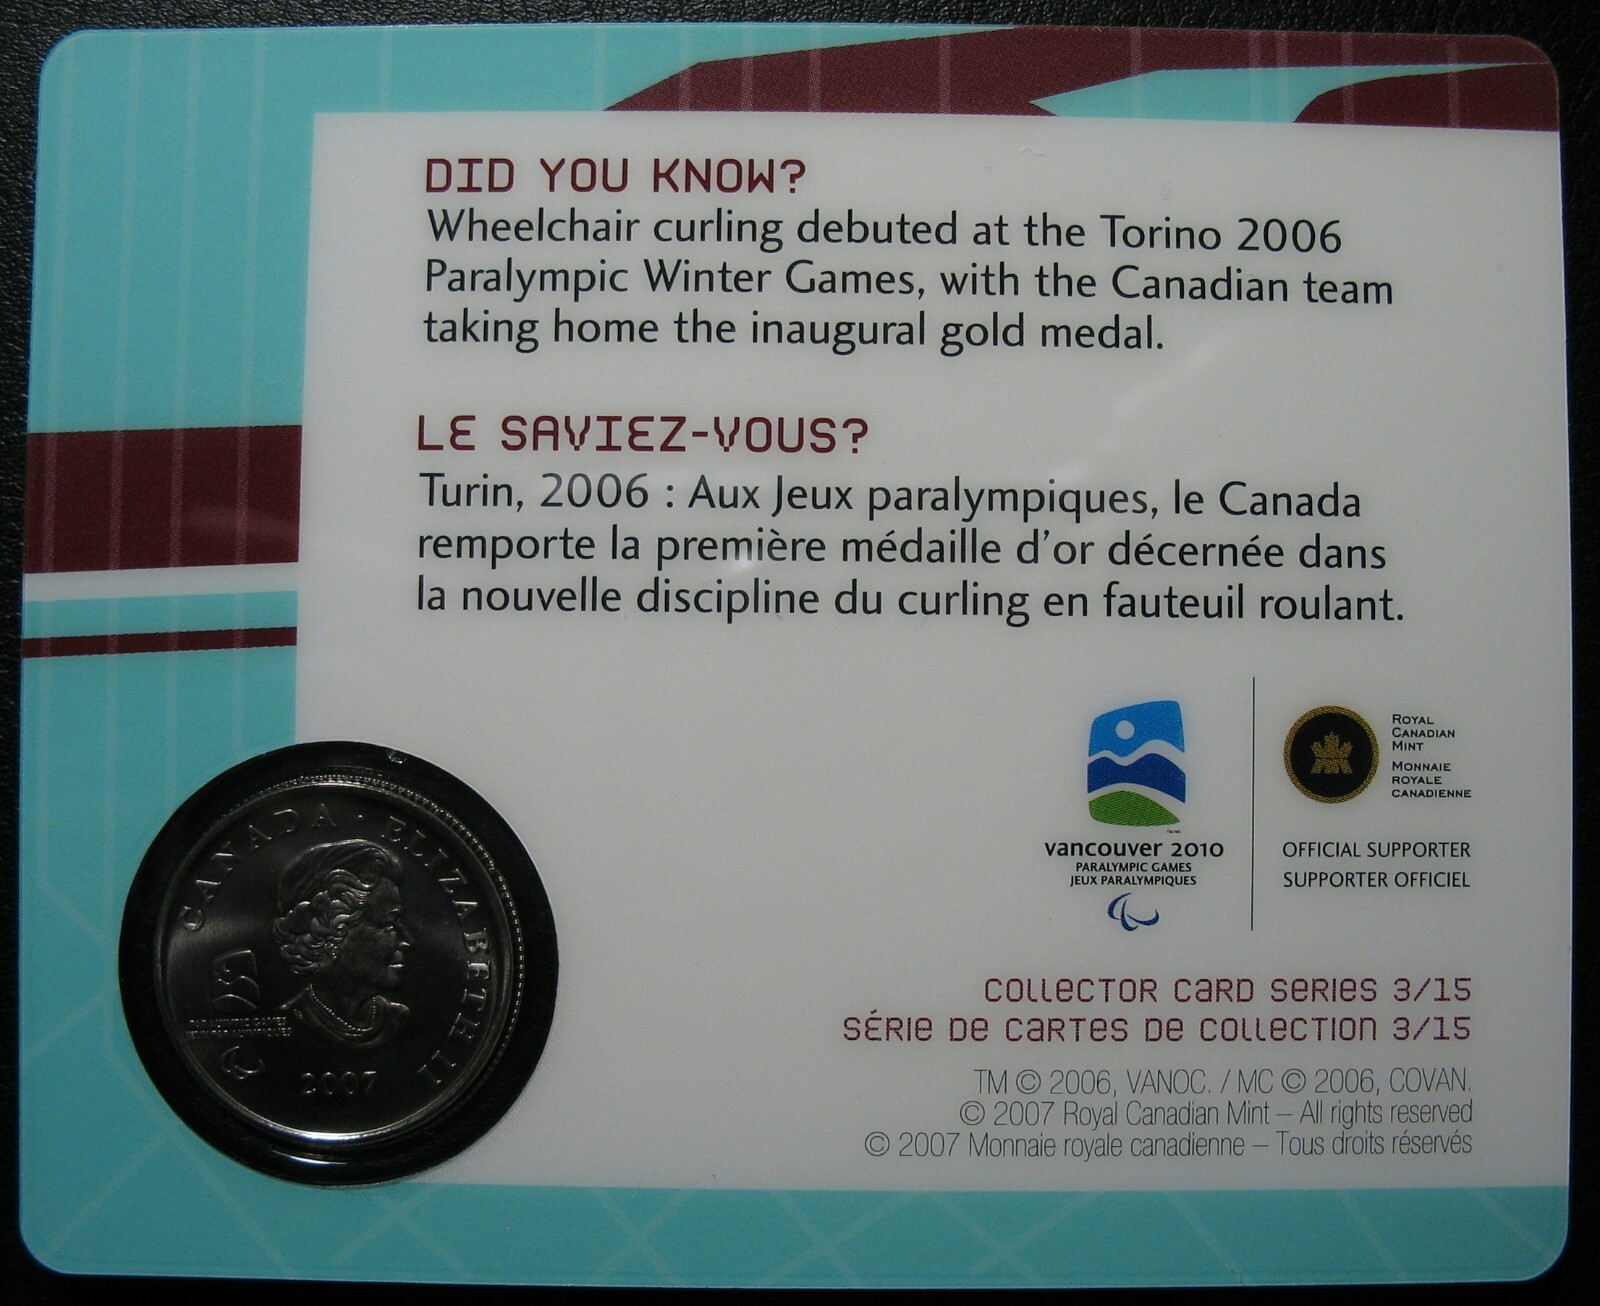 DID YOU KNOW?
Wheelchair curling debuted at the Torino 2006
Paralympic Winter Games, with the Canadian team
taking home the inaugural gold medal.
LE SAVIEZ-VOUS?
Turin, 2006 : Aux Jeux paralympiques, le Canada
remporte la première médaille d'or décernée dans
la nouvelle discipline du curling en fauteuil roulant.
vancouver 2010
PARALYMPIC GAMES
JEUX PARALYMPIQUES
ROYAL
CANADIAN
MINT
MONNAIE
ROYALE
CANADIENNE
OFFICIAL SUPPORTER
SUPPORTER OFFICIEL
COLLECTOR CARD SERIES 3/15
SÉRIE DE CARTES DE COLLECTION 3/15
TM © 2006, VANOC. / MC © 2006, COVAN.
© 2007 Royal Canadian Mint – All rights reserved
© 2007 Monnaie royale canadienne – Tous droits réservés
CANADA · ELIZABETH II
PARALYMPIC GAMES
JEUX PARALYMPIQUES
2007